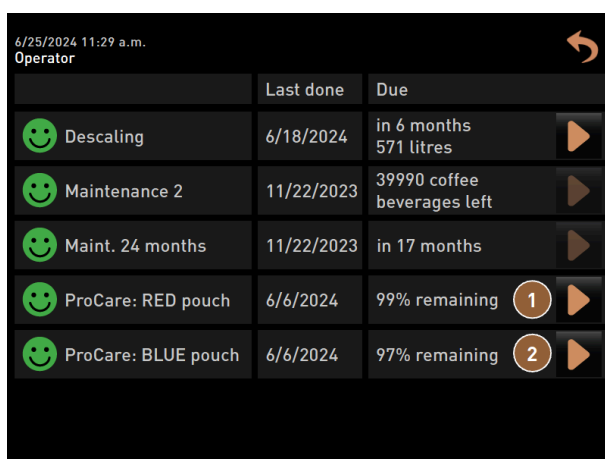 6/25/2024 11:29 a.m.
Operator
Last done Due
Descaling 6/18/2024 in 6 months
571 litres
Maintenance 2 11/22/2023 39990 coffee
beverages left
Maint. 24 months 11/22/2023 in 17 months
ProCare: RED pouch 6/6/2024 99% remaining 1
ProCare: BLUE pouch 6/6/2024 97% remaining 2